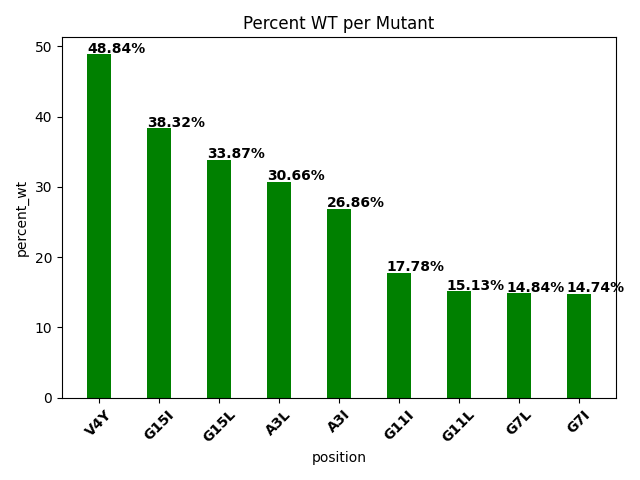 Percent WT per Mutant
percent_wt
50
40
30
20
10
0
48.84%
38.32%
33.87%
30.66%
26.86%
17.78%
15.13%
14.84%
14.74%
V4Y
G15I
G15L
A3L
A3I
G11I
G11L
G7L
G7I
position